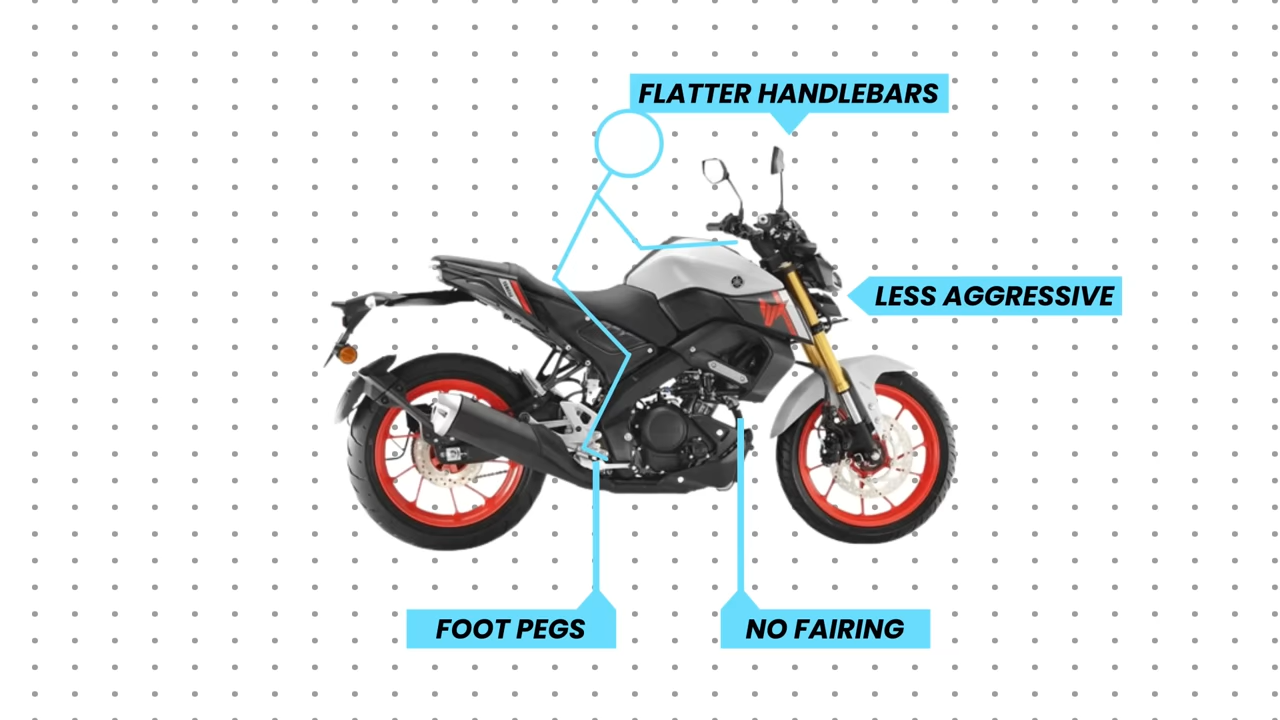 FLATTER HANDLEBARS
LESS AGGRESSIVE
FOOT PEGS
NO FAIRING